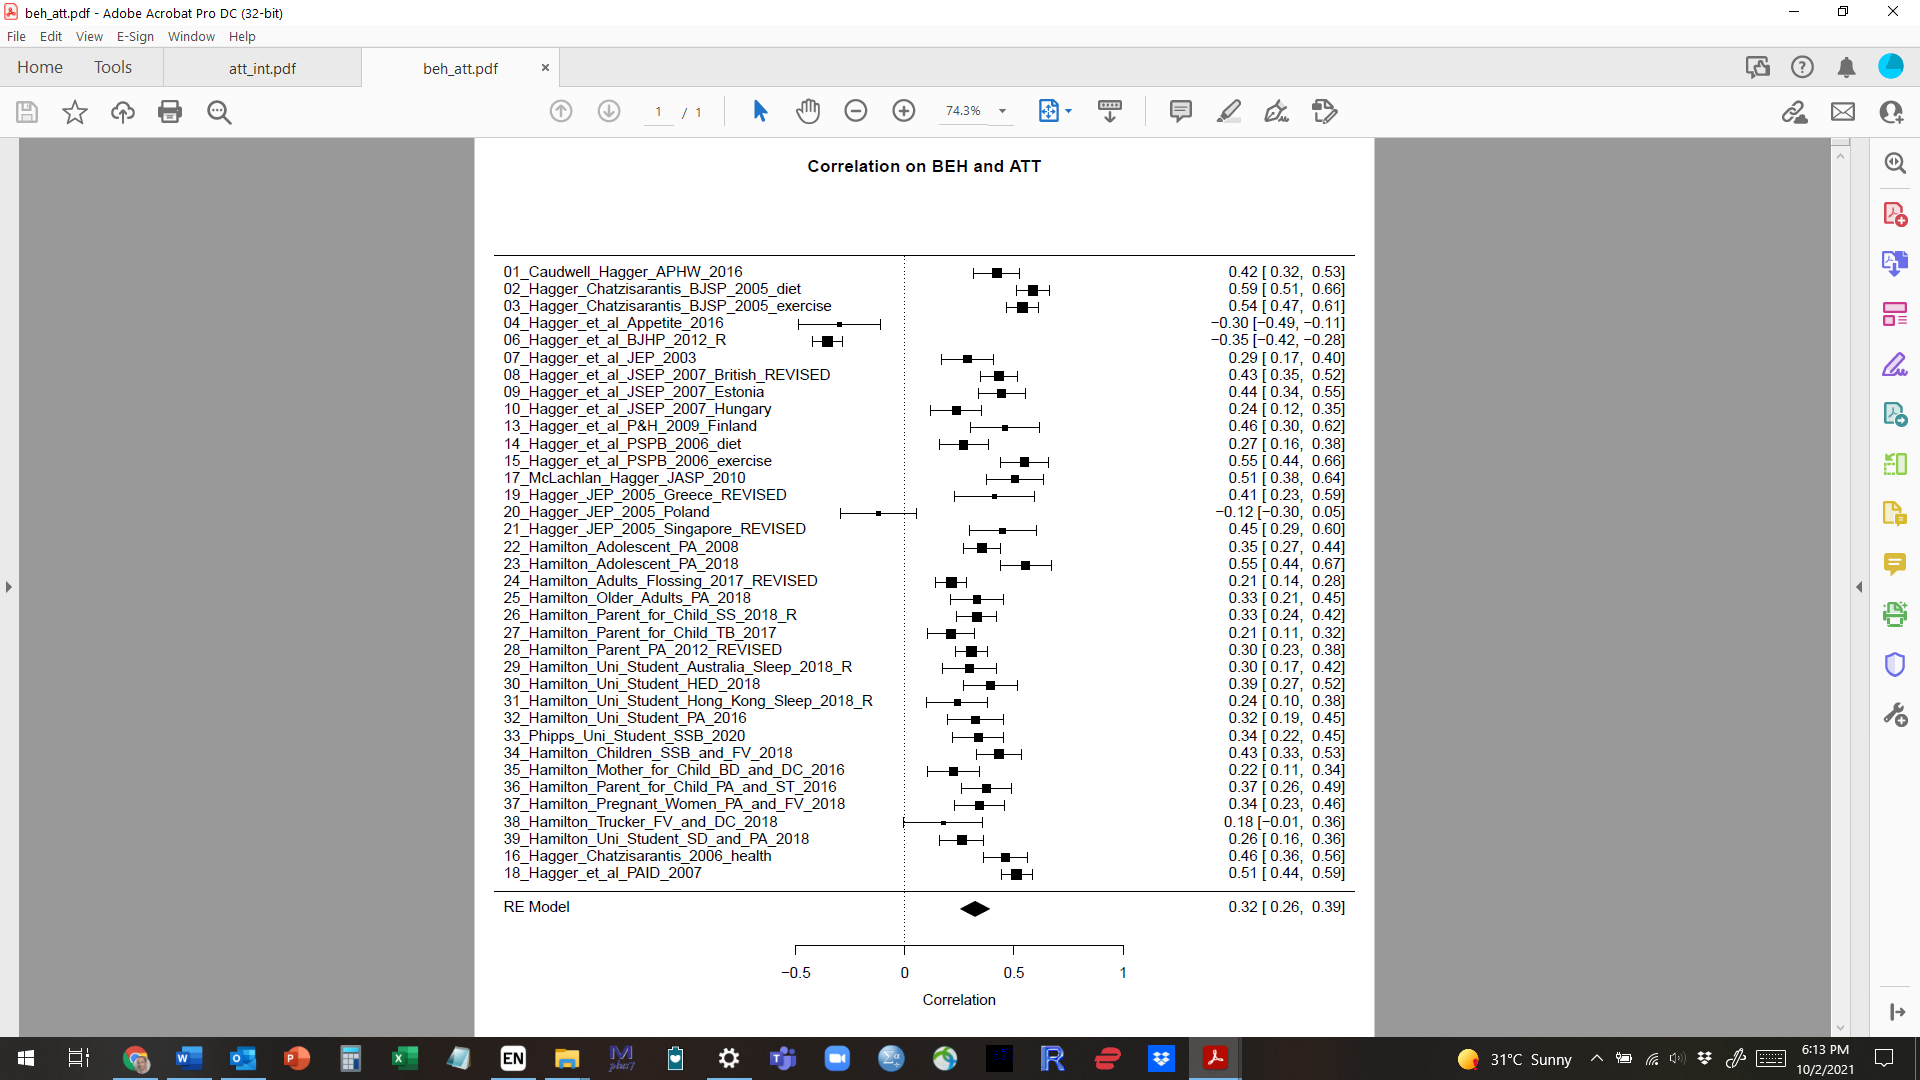 beh_att.pdf - Adobe Acrobat Pro DC (32-bit)
File Edit View E-Sign Window Help
Home Tools att_int.pdf beh_att.pdf ×
1 / 1 74.3%
Correlation on BEH and ATT
01_Caudwell_Hagger_APHW_2016 0.42 [ 0.32, 0.53]
02_Hagger_Chatzisarantis_BJSP_2005_diet 0.59 [ 0.51, 0.66]
03_Hagger_Chatzisarantis_BJSP_2005_exercise 0.54 [ 0.47, 0.61]
04_Hagger_et_al_Appetite_2016 −0.30 [−0.49, −0.11]
06_Hagger_et_al_BJHP_2012_R −0.35 [−0.42, −0.28]
07_Hagger_et_al_JEP_2003 0.29 [ 0.17, 0.40]
08_Hagger_et_al_JSEP_2007_British_REVISED 0.43 [ 0.35, 0.52]
09_Hagger_et_al_JSEP_2007_Estonia 0.44 [ 0.34, 0.55]
10_Hagger_et_al_JSEP_2007_Hungary 0.24 [ 0.12, 0.35]
13_Hagger_et_al_P&H_2009_Finland 0.46 [ 0.30, 0.62]
14_Hagger_et_al_PSPB_2006_diet 0.27 [ 0.16, 0.38]
15_Hagger_et_al_PSPB_2006_exercise 0.55 [ 0.44, 0.66]
17_McLachlan_Hagger_JASP_2010 0.51 [ 0.38, 0.64]
19_Hagger_JEP_2005_Greece_REVISED 0.41 [ 0.23, 0.59]
20_Hagger_JEP_2005_Poland −0.12 [−0.30, 0.05]
21_Hagger_JEP_2005_Singapore_REVISED 0.45 [ 0.29, 0.60]
22_Hamilton_Adolescent_PA_2008 0.35 [ 0.27, 0.44]
23_Hamilton_Adolescent_PA_2018 0.55 [ 0.44, 0.67]
24_Hamilton_Adults_Flossing_2017_REVISED 0.21 [ 0.14, 0.28]
25_Hamilton_Older_Adults_PA_2018 0.33 [ 0.21, 0.45]
26_Hamilton_Parent_for_Child_SS_2018_R 0.33 [ 0.24, 0.42]
27_Hamilton_Parent_for_Child_TB_2017 0.21 [ 0.11, 0.32]
28_Hamilton_Parent_PA_2012_REVISED 0.30 [ 0.23, 0.38]
29_Hamilton_Uni_Student_Australia_Sleep_2018_R 0.30 [ 0.17, 0.42]
30_Hamilton_Uni_Student_HED_2018 0.39 [ 0.27, 0.52]
31_Hamilton_Uni_Student_Hong_Kong_Sleep_2018_R 0.24 [ 0.10, 0.38]
32_Hamilton_Uni_Student_PA_2016 0.32 [ 0.19, 0.45]
33_Phipps_Uni_Student_SSB_2020 0.34 [ 0.22, 0.45]
34_Hamilton_Children_SSB_and_FV_2018 0.43 [ 0.33, 0.53]
35_Hamilton_Mother_for_Child_BD_and_DC_2016 0.22 [ 0.11, 0.34]
36_Hamilton_Parent_for_Child_PA_and_ST_2016 0.37 [ 0.26, 0.49]
37_Hamilton_Pregnant_Women_PA_and_FV_2018 0.34 [ 0.23, 0.46]
38_Hamilton_Trucker_FV_and_DC_2018 0.18 [−0.01, 0.36]
39_Hamilton_Uni_Student_SD_and_PA_2018 0.26 [ 0.16, 0.36]
16_Hagger_Chatzisarantis_2006_health 0.46 [ 0.36, 0.56]
18_Hagger_et_al_PAID_2007 0.51 [ 0.44, 0.59]
RE Model 0.32 [ 0.26, 0.39]
−0.5 0 0.5 1
Correlation
EN
31°C Sunny
6:13 PM
10/2/2021